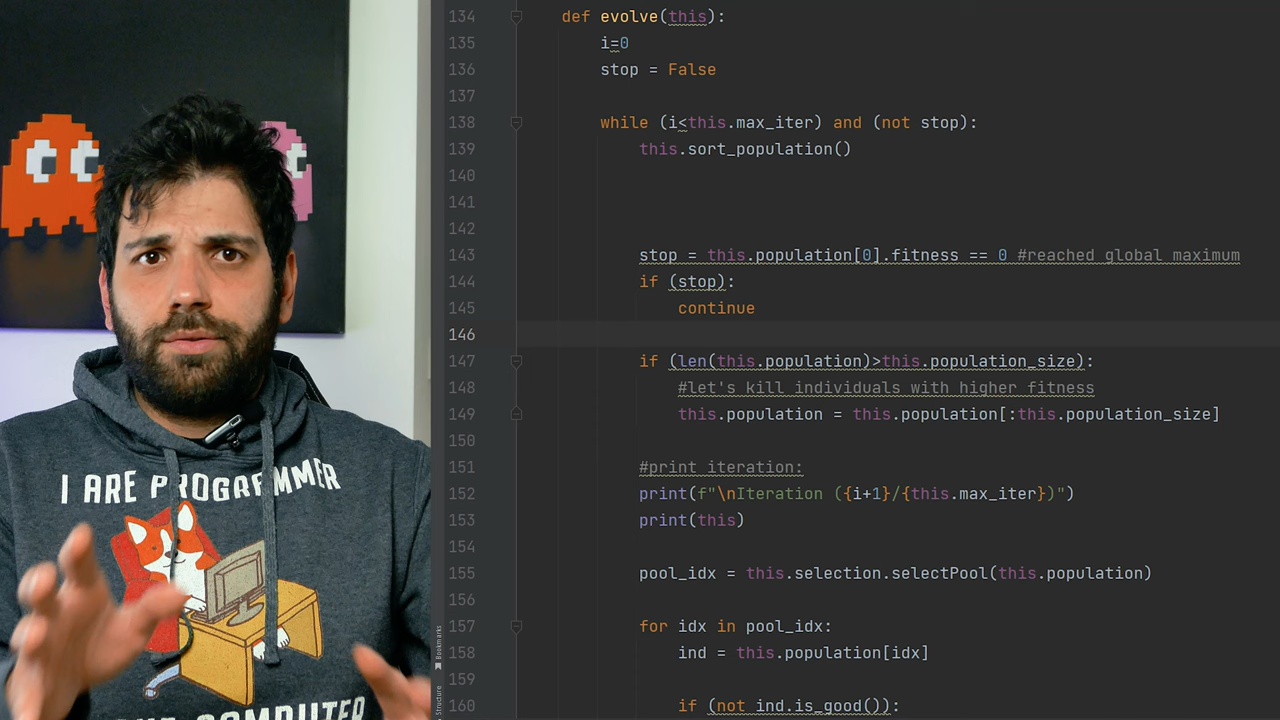 I ARE PROGRAMMER
COMPUTER
134 def evolve(this):
135 i=0
136 stop = False
137
138 while (i<this.max_iter) and (not stop):
139 this.sort_population()
140
141
142
143 stop = this.population[0].fitness == 0 #reached global maximum
144 if (stop):
145 continue
146
147 if (len(this.population)>this.population_size):
148 #let's kill individuals with higher fitness
149 this.population = this.population[:this.population_size]
150
151 #print iteration:
152 print(f"\nIteration ({i+1}/{this.max_iter})")
153 print(this)
154
155 pool_idx = this.selection.selectPool(this.population)
156
157 for idx in pool_idx:
158 ind = this.population[idx]
159
160 if (not ind.is_good()):
Bookmarks
Structure